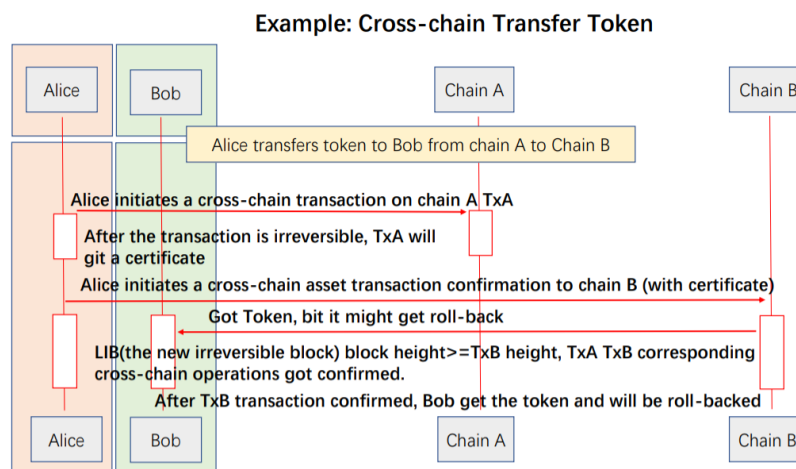 Example: Cross-chain Transfer Token
Alice
Bob
Chain A
Chain B
Alice transfers token to Bob from chain A to Chain B
Alice initiates a cross-chain transaction on chain A TxA
After the transaction is irreversible, TxA will
git a certificate
Alice initiates a cross-chain asset transaction confirmation to chain B (with certificate)
Got Token, bit it might get roll-back
LIB(the new irreversible block) block height>=TxB height, TxA TxB corresponding
cross-chain operations got confirmed.
After TxB transaction confirmed, Bob get the token and will be roll-backed
Alice
Bob
Chain A
Chain B